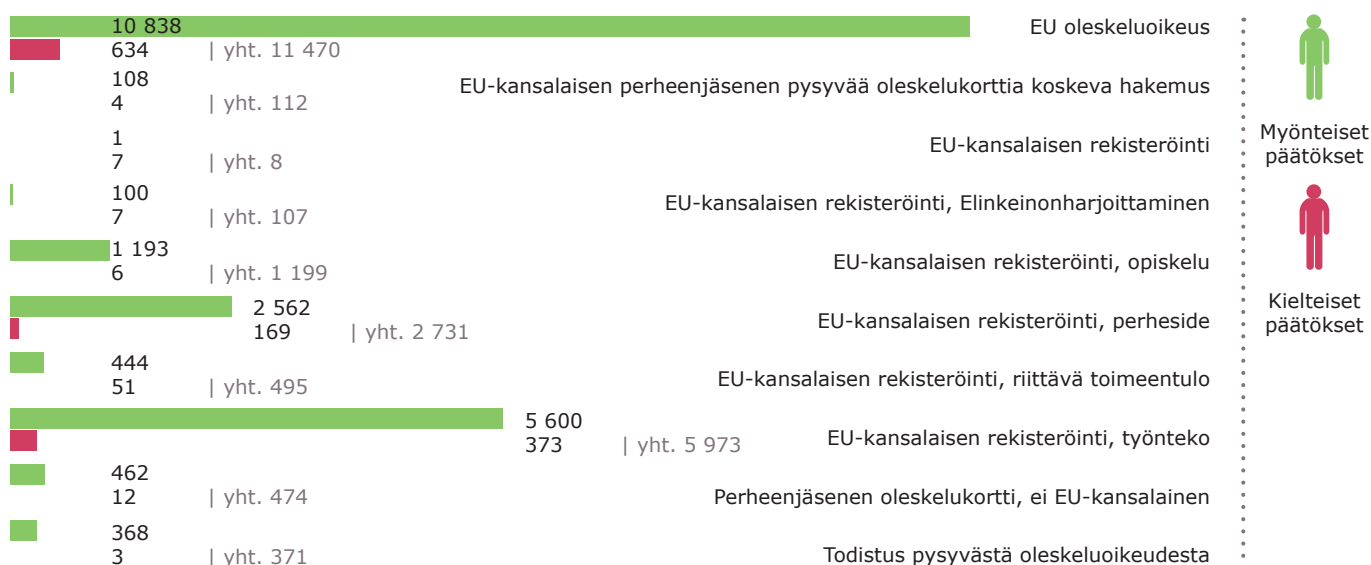 10 838
634 | yht. 11 470
EU oleskeluoikeus
108
4 | yht. 112
EU-kansalaisen perheenjäsenen pysyvää oleskelukorttia koskeva hakemus
1
7 | yht. 8
EU-kansalaisen rekisteröinti
100
7 | yht. 107
EU-kansalaisen rekisteröinti, Elinkeinonharjoittaminen
1 193
6 | yht. 1 199
EU-kansalaisen rekisteröinti, opiskelu
2 562
169 | yht. 2 731
EU-kansalaisen rekisteröinti, perheside
444
51 | yht. 495
EU-kansalaisen rekisteröinti, riittävä toimeentulo
5 600
373 | yht. 5 973
EU-kansalaisen rekisteröinti, työnteko
462
12 | yht. 474
Perheenjäsenen oleskelukortti, ei EU-kansalainen
368
3 | yht. 371
Todistus pysyvästä oleskeluoikeudesta
Myönteiset
päätökset
Kielteiset
päätökset